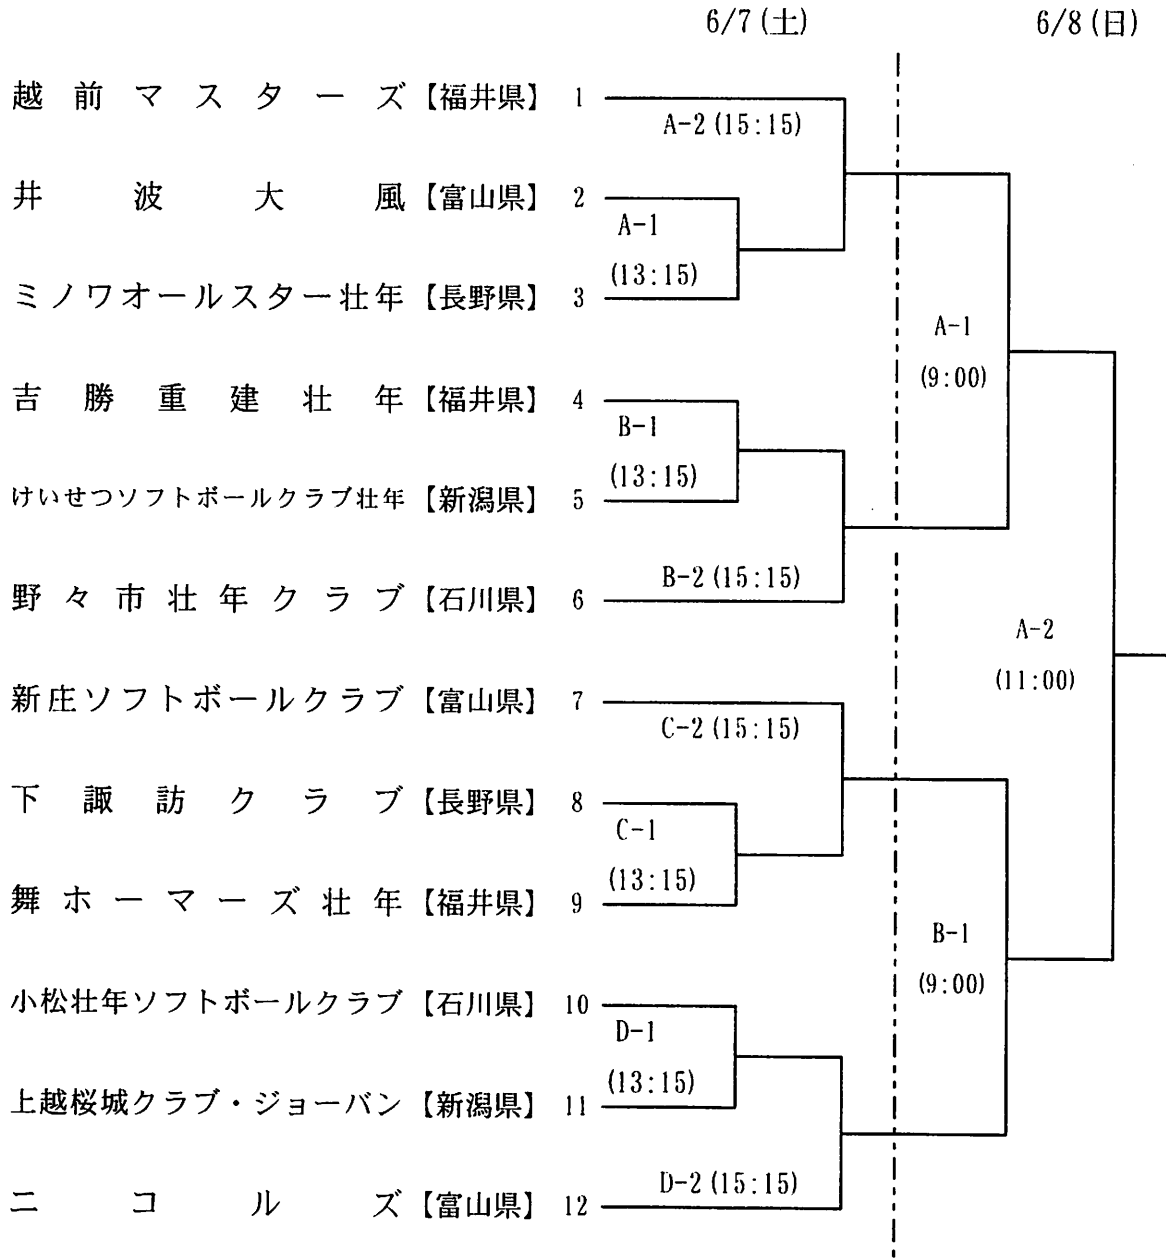 6/7(土) 6/8(日)
越前マスターズ【福井県】 1
A-2(15:15)
井波大風【富山県】 2
A-1
(13:15)
ミノワオールスター壮年【長野県】 3
A-1
(9:00)
吉勝重建壮年【福井県】 4
B-1
(13:15)
けいせつソフトボールクラブ壮年【新潟県】 5
B-2(15:15)
野々市壮年クラブ【石川県】 6
A-2
(11:00)
新庄ソフトボールクラブ【富山県】 7
C-2(15:15)
下諏訪クラブ【長野県】 8
C-1
(13:15)
舞ホーマーズ壮年【福井県】 9
B-1
(9:00)
小松壮年ソフトボールクラブ【石川県】 10
D-1
(13:15)
上越桜城クラブ・ジョーバン【新潟県】 11
D-2(15:15)
ニコルズ【富山県】 12